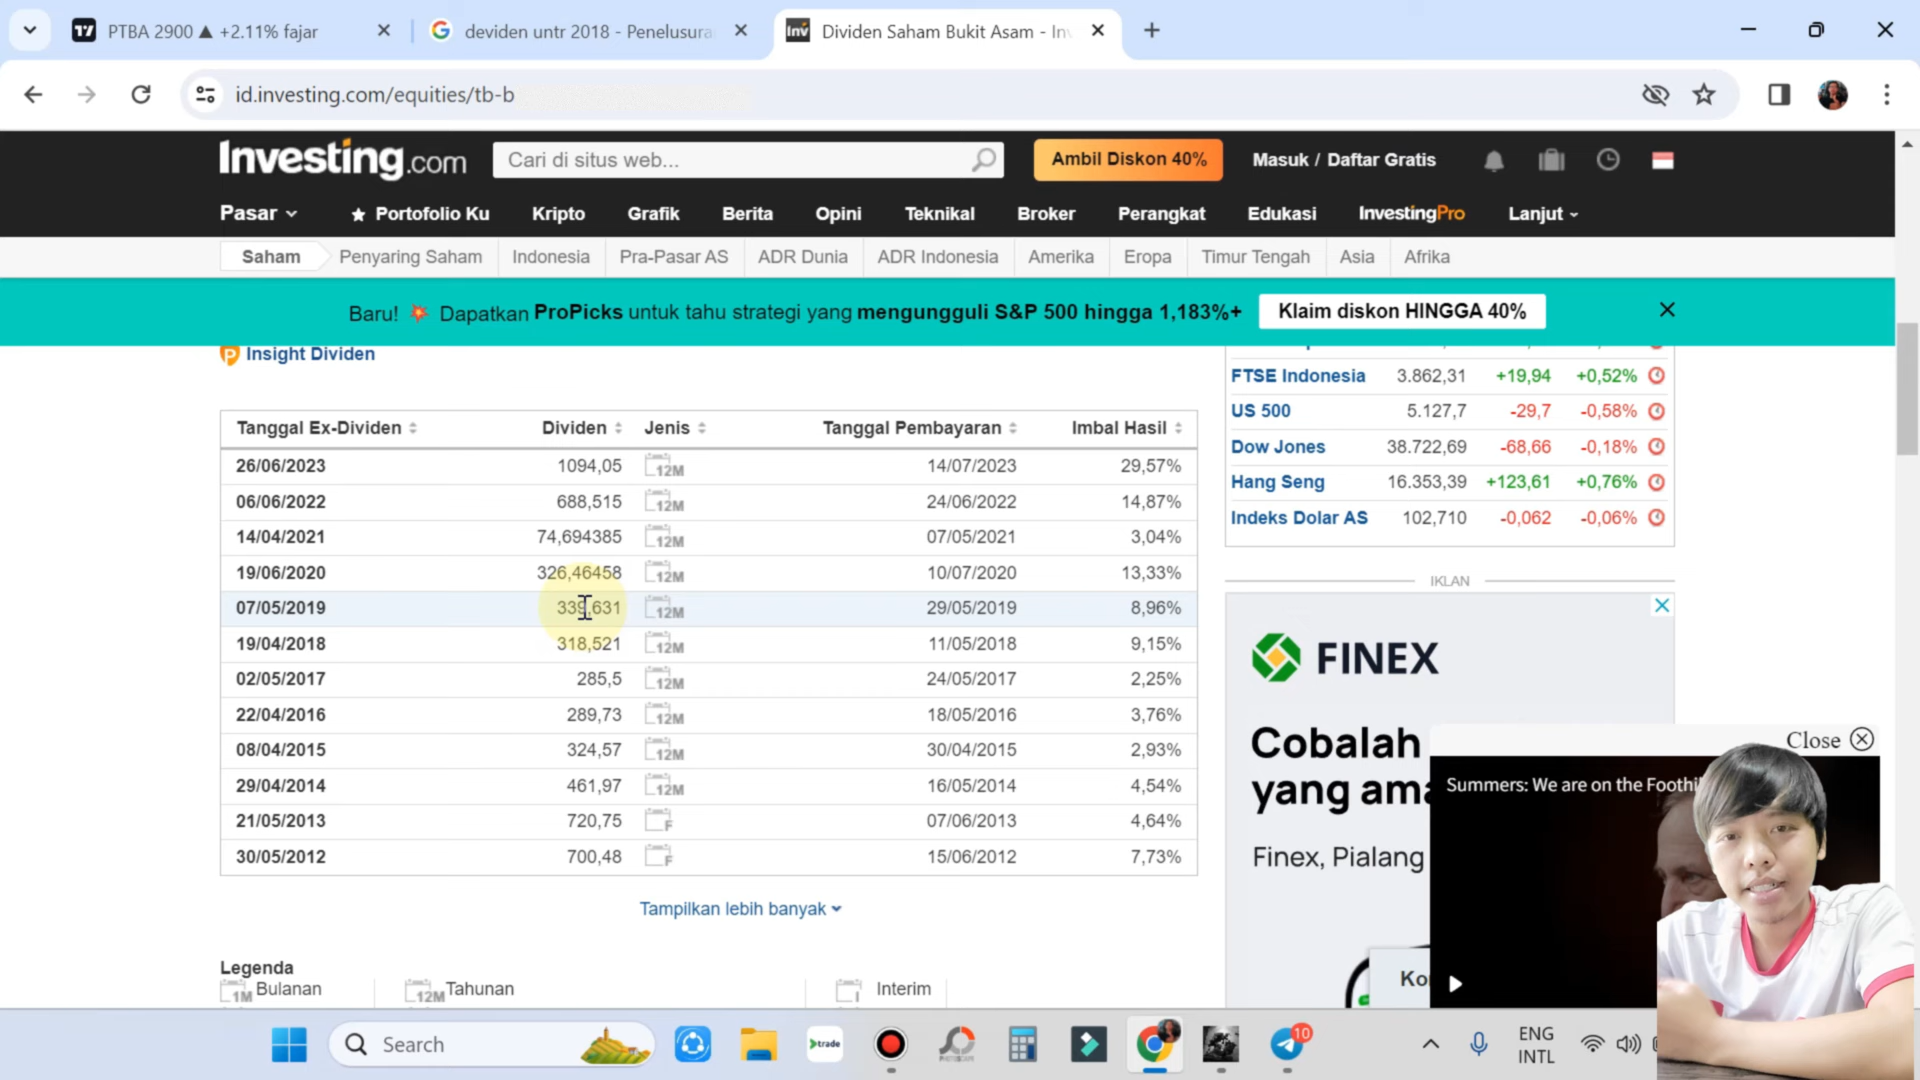 PTBA 2900 ▲ +2.11% fajar
deviden untr 2018 - Penelusura
Dividen Saham Bukit Asam - Inv
id.investing.com/equities/tb-b
Investing.com
Cari di situs web...
Ambil Diskon 40%
Masuk / Daftar Gratis
Pasar
Portofolio Ku
Kripto
Grafik
Berita
Opini
Teknikal
Broker
Perangkat
Edukasi
InvestingPro
Lanjut
Saham
Penyaring Saham
Indonesia
Pra-Pasar AS
ADR Dunia
ADR Indonesia
Amerika
Eropa
Timur Tengah
Asia
Afrika
Baru! Dapatkan ProPicks untuk tahu strategi yang mengungguli S&P 500 hingga 1,183%+
Klaim diskon HINGGA 40%
Insight Dividen
Tanggal Ex-Dividen Dividen Jenis Tanggal Pembayaran Imbal Hasil
26/06/2023 1094,05 12M 14/07/2023 29,57%
06/06/2022 688,515 12M 24/06/2022 14,87%
14/04/2021 74,694385 12M 07/05/2021 3,04%
19/06/2020 326,46458 12M 10/07/2020 13,33%
07/05/2019 339,631 12M 29/05/2019 8,96%
19/04/2018 318,521 12M 11/05/2018 9,15%
02/05/2017 285,5 12M 24/05/2017 2,25%
22/04/2016 289,73 12M 18/05/2016 3,76%
08/04/2015 324,57 12M 30/04/2015 2,93%
29/04/2014 461,97 12M 16/05/2014 4,54%
21/05/2013 720,75 F 07/06/2013 4,64%
30/05/2012 700,48 F 15/06/2012 7,73%
Tampilkan lebih banyak
Legenda
1M Bulanan
12M Tahunan
I Interim
FTSE Indonesia 3.862,31 +19,94 +0,52%
US 500 5.127,7 -29,7 -0,58%
Dow Jones 38.722,69 -68,66 -0,18%
Hang Seng 16.353,39 +123,61 +0,76%
Indeks Dolar AS 102,710 -0,062 -0,06%
IKLAN
FINEX
Cobalah
yang ama
Finex, Pialang
Ko
Close
Summers: We are on the Foothi
Search
trade
10
ENG
INTL